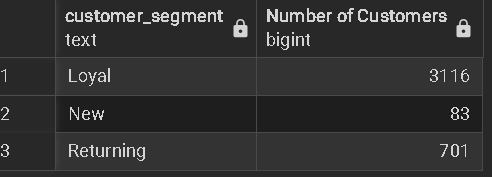 customer_segment Number of Customers
text bigint
1 Loyal 3116
2 New 83
3 Returning 701